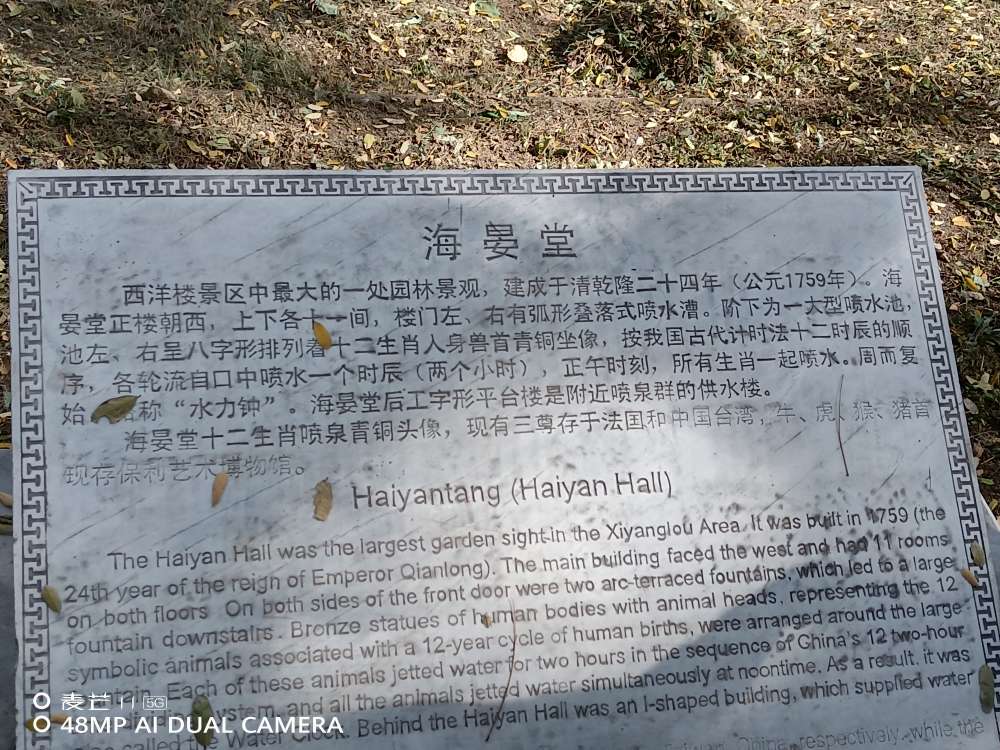 海晏堂
西洋楼景区中最大的一处园林景观，建成于清乾隆二十四年（公元1759年）。海
晏堂正楼朝西，上下各十一间，楼门左、右有弧形叠落式喷水漕。阶下为一大型喷水池，
池左、右呈八字形排列着十二生肖人身兽首青铜坐像，按我国古代计时法十二时辰的顺
序，各轮流自口中喷水一个时辰（两个小时），正午时刻，所有生肖一起喷水。周而复
始 称“水力钟”。海晏堂后工字形平台楼是附近喷泉群的供水楼。
海晏堂十二生肖喷泉青铜头像，现有三尊存于法国和中国台湾，牛、虎、猴、猪首
现存保利艺术博物馆。
Haiyantang (Haiyan Hall)
The Haiyan Hall was the largest garden sight in the Xiyanglou Area. It was built in 1759 (the
24th year of the reign of Emperor Qianlong). The main building faced the west and had 11 rooms
on both floors. On both sides of the front door were two arc-terraced fountains, which led to a large
fountain downstairs. Bronze statues of human bodies with animal heads, representing the 12
symbolic animals associated with a 12-year cycle of human births, were arranged around the large
Each of these animals jetted water for two hours in the sequence of China's 12 two-hour
system, and all the animals jetted water simultaneously at noontime. As a result, it was
called the Water Clock. Behind the Haiyan Hall was an I-shaped building, which supplied water
China, respectively, while the
麦芒 11 5G
48MP AI DUAL CAMERA